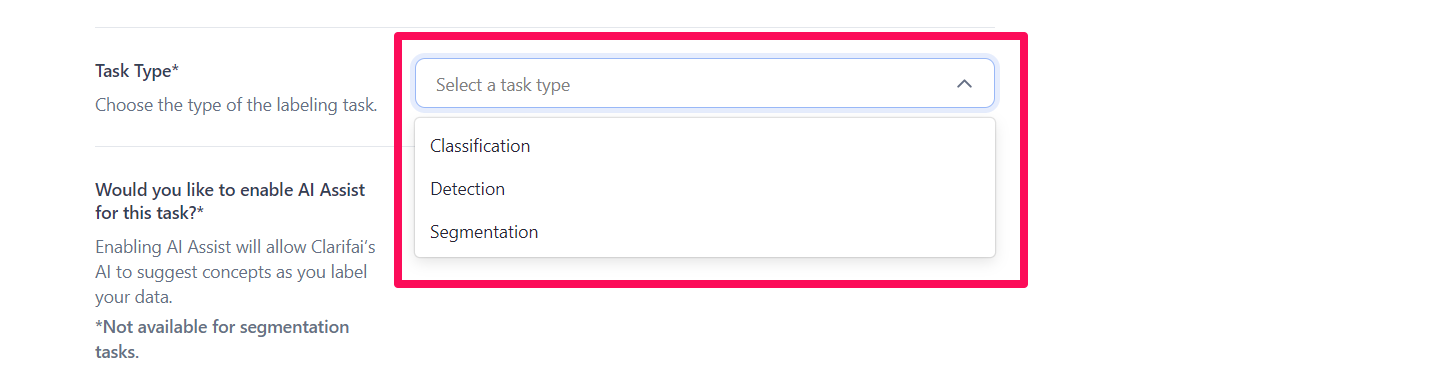 Task Type*
Choose the type of the labeling task.
Select a task type
Classification
Detection
Segmentation
Would you like to enable AI Assist
for this task?*
Enabling AI Assist will allow Clarifai’s
AI to suggest concepts as you label
your data.
*Not available for segmentation
tasks.